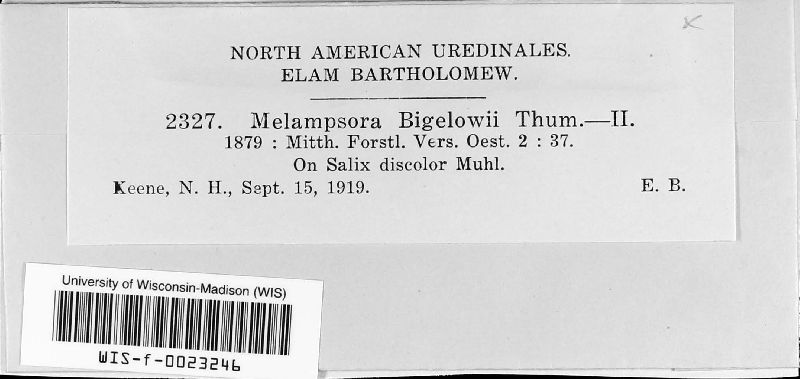 NORTH AMERICAN UREDINALES.
ELAM BARTHOLOMEW.
2327. Melampsora Bigelowii Thum.—II.
1879 : Mitth. Forstl. Vers. Oest. 2 : 37.
On Salix discolor Muhl.
Keene, N. H., Sept. 15, 1919. E. B.
University of Wisconsin-Madison (WIS)
WIS-f-0023246